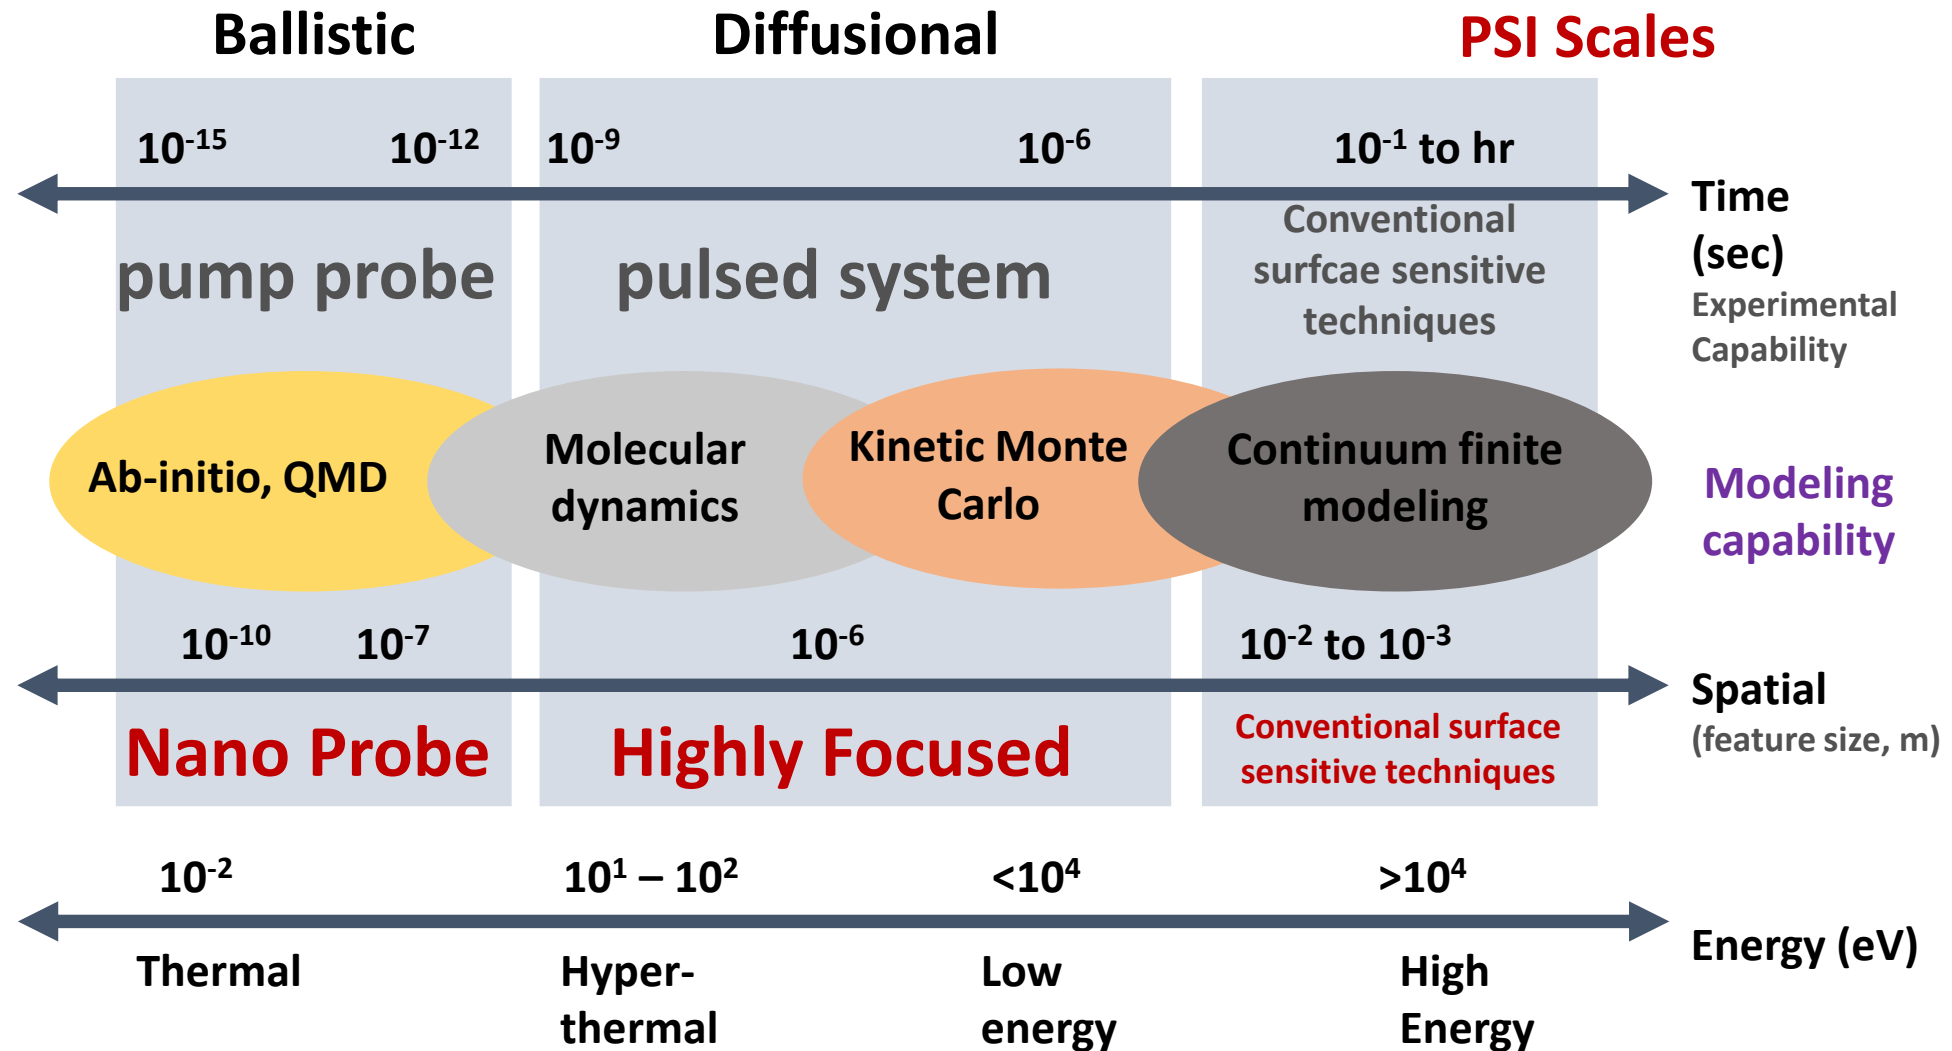 Ballistic
Diffusional
PSI Scales
10⁻¹⁵
10⁻¹²
10⁻⁹
10⁻⁶
10⁻¹ to hr
Time
(sec)
Experimental
Capability
pump probe
pulsed system
Conventional
surfcae sensitive
techniques
Ab-initio, QMD
Molecular
dynamics
Kinetic Monte
Carlo
Continuum finite
modeling
Modeling
capability
10⁻¹⁰
10⁻⁷
10⁻⁶
10⁻² to 10⁻³
Spatial
(feature size, m)
Nano Probe
Highly Focused
Conventional surface
sensitive techniques
10⁻²
10¹ – 10²
<10⁴
>10⁴
Energy (eV)
Thermal
Hyper-
thermal
Low
energy
High
Energy